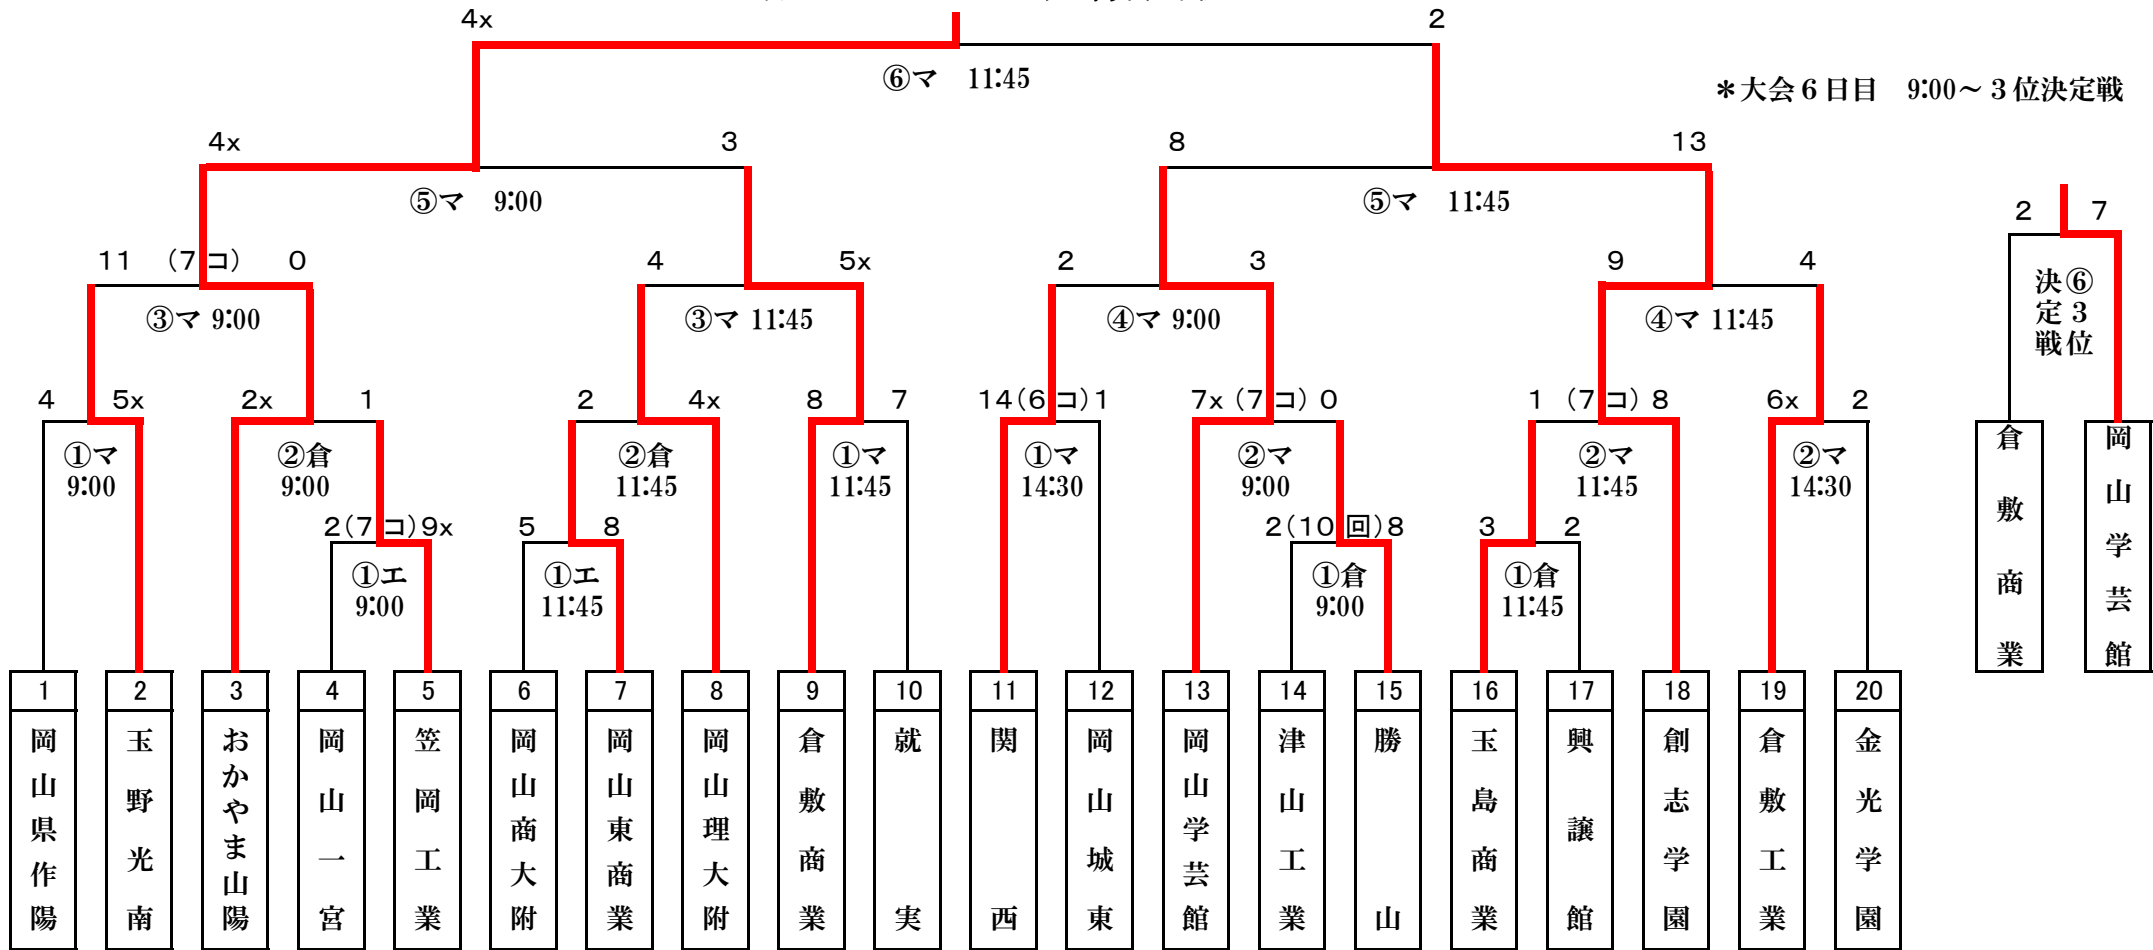 4x 2
⑥マ 11:45
＊大会６日目 9:00～３位決定戦
4x 3 8 13
⑤マ 9:00 ⑤マ 11:45
2 7
11 (7コ) 0 4 5x 2 3 9 4
③マ 9:00 ③マ 11:45 ④マ 9:00 ④マ 11:45
⑥３位
決定戦
4 5x 2x 1 2 4x 8 7 14(6コ)1 7x (7コ) 0 1 (7コ) 8 6x 2
①マ ②倉 ②倉 ①マ ①マ ②マ ②マ ②マ
9:00 9:00 11:45 11:45 14:30 9:00 11:45 14:30
2(7コ)9x 5 8 2(10回)8 3 2
①エ ①エ ①倉 ①倉
9:00 11:45 9:00 11:45
倉敷商業
岡山学芸館
1 2 3 4 5 6 7 8 9 10 11 12 13 14 15 16 17 18 19 20
岡山県作陽
玉野光南
おかやま山陽
岡山一宮
笠岡工業
岡山商大附
岡山東商業
岡山理大附
倉敷商業
就実
関西
岡山城東
岡山学芸館
津山工業
勝山
玉島商業
興譲館
創志学園
倉敷工業
金光学園